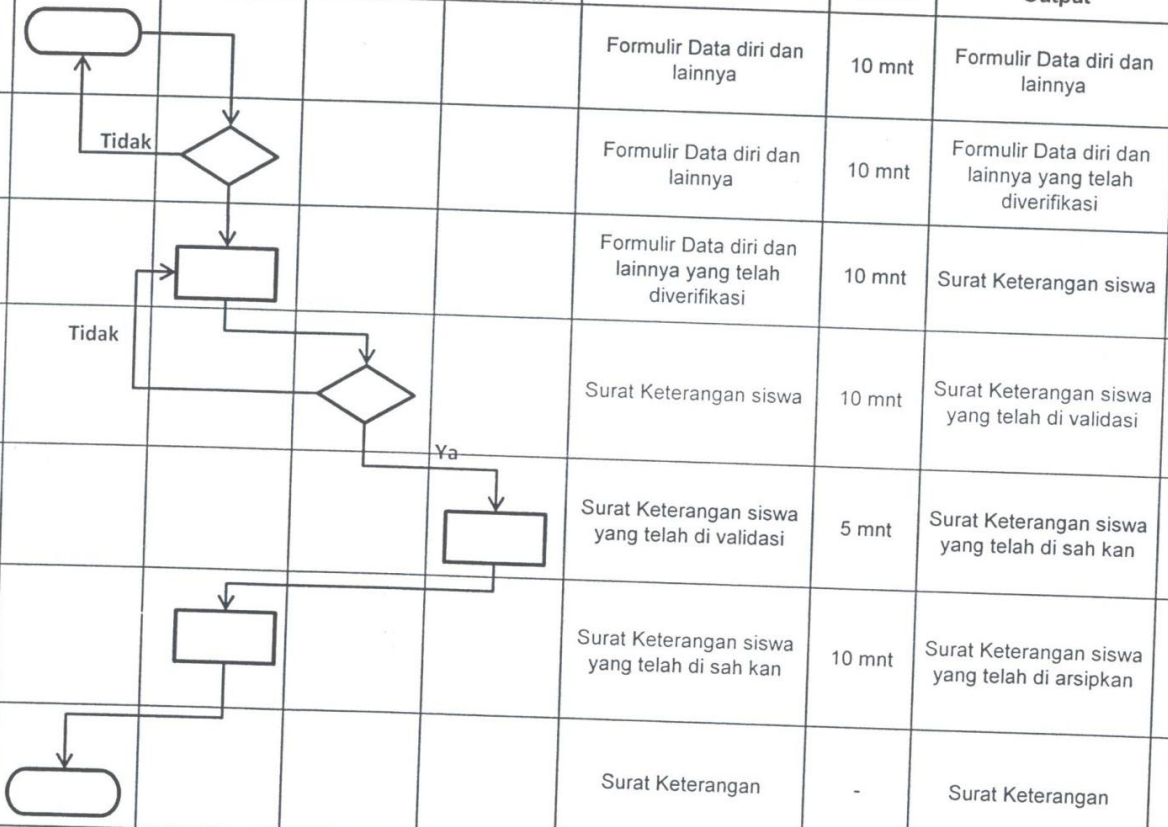 Output
Formulir Data diri dan
lainnya
10 mnt
Formulir Data diri dan
lainnya
Tidak
Formulir Data diri dan
lainnya
10 mnt
Formulir Data diri dan
lainnya yang telah
diverifikasi
Formulir Data diri dan
lainnya yang telah
diverifikasi
10 mnt
Surat Keterangan siswa
Tidak
Surat Keterangan siswa
10 mnt
Surat Keterangan siswa
yang telah di validasi
Ya
Surat Keterangan siswa
yang telah di validasi
5 mnt
Surat Keterangan siswa
yang telah di sah kan
Surat Keterangan siswa
yang telah di sah kan
10 mnt
Surat Keterangan siswa
yang telah di arsipkan
Surat Keterangan
-
Surat Keterangan